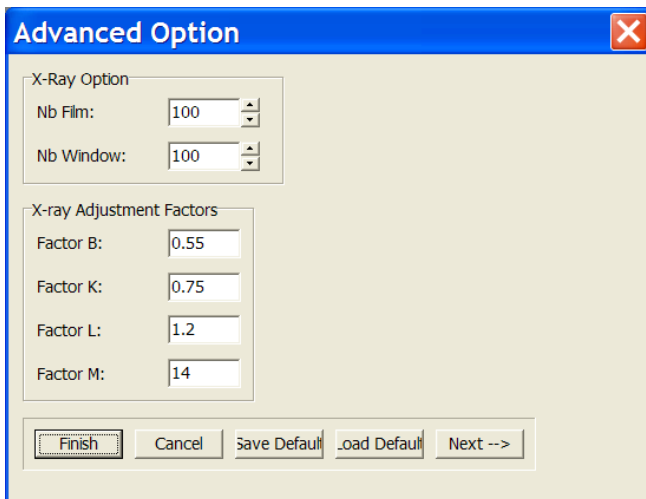 Advanced Option
X-Ray Option
Nb Film: 100
Nb Window: 100
X-ray Adjustment Factors
Factor B: 0.55
Factor K: 0.75
Factor L: 1.2
Factor M: 14
Finish Cancel Save Default Load Default Next -->